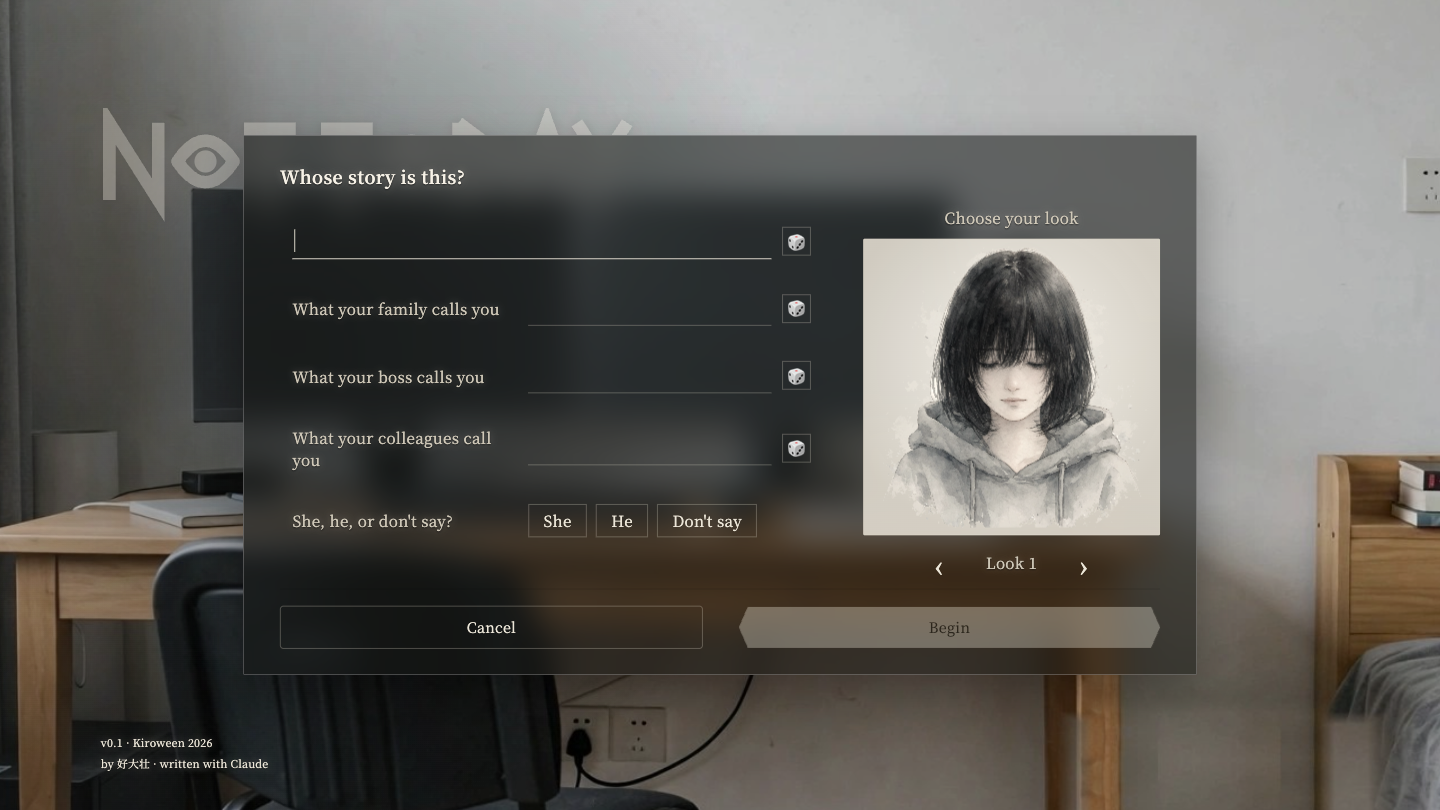 Whose story is this?
Choose your look
What your family calls you
What your boss calls you
What your colleagues call
you
She, he, or don't say?
She
He
Don't say
‹ Look 1 ›
Cancel
Begin
v0.1 · Kiroween 2026
by 好大壮 · written with Claude